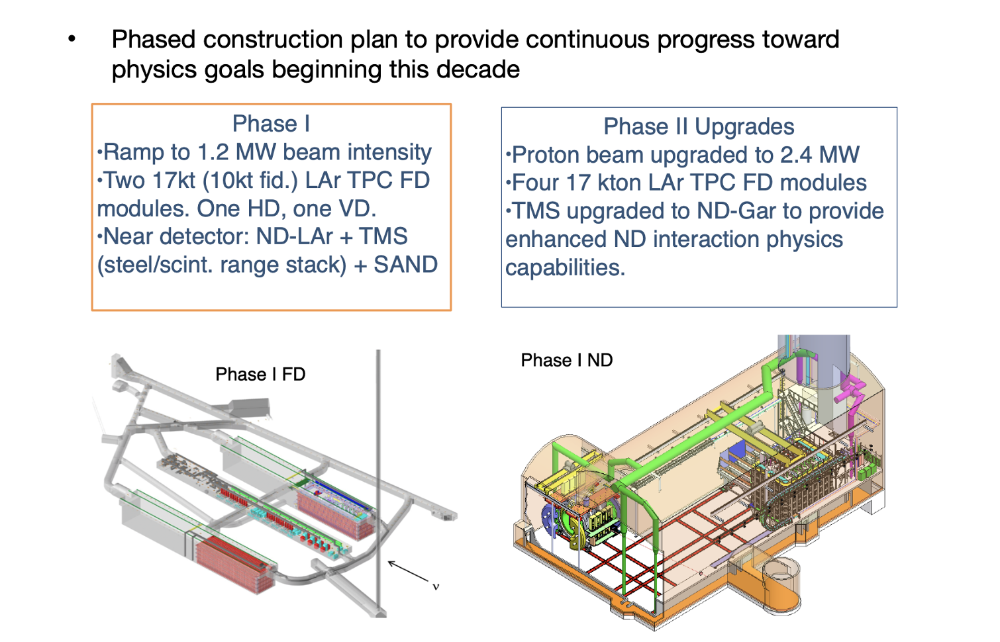 • Phased construction plan to provide continuous progress toward
physics goals beginning this decade
Phase I
•Ramp to 1.2 MW beam intensity
•Two 17kt (10kt fid.) LAr TPC FD
modules. One HD, one VD.
•Near detector: ND-LAr + TMS
(steel/scint. range stack) + SAND
Phase II Upgrades
•Proton beam upgraded to 2.4 MW
•Four 17 kton LAr TPC FD modules
•TMS upgraded to ND-Gar to provide
enhanced ND interaction physics
capabilities.
Phase I FD
ν
Phase I ND